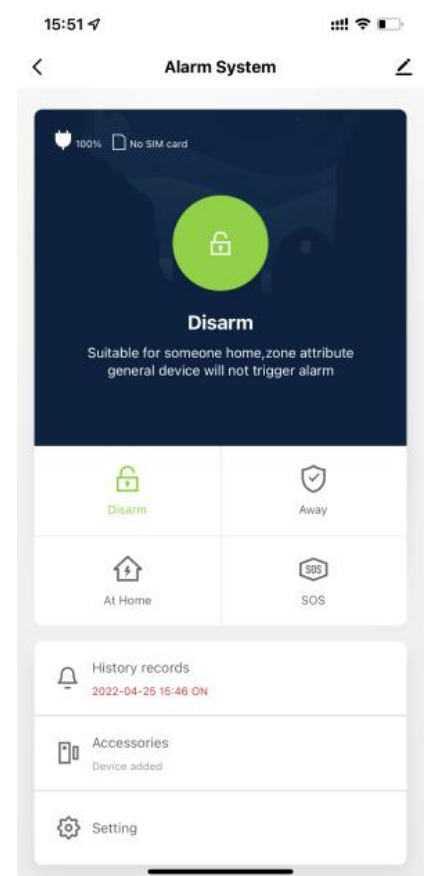 15:51
Alarm System
100% No SIM card
Disarm
Suitable for someone home,zone attribute
general device will not trigger alarm
Disarm
Away
At Home
SOS
SOS
History records
2022-04-25 15:46 ON
Accessories
Device added
Setting